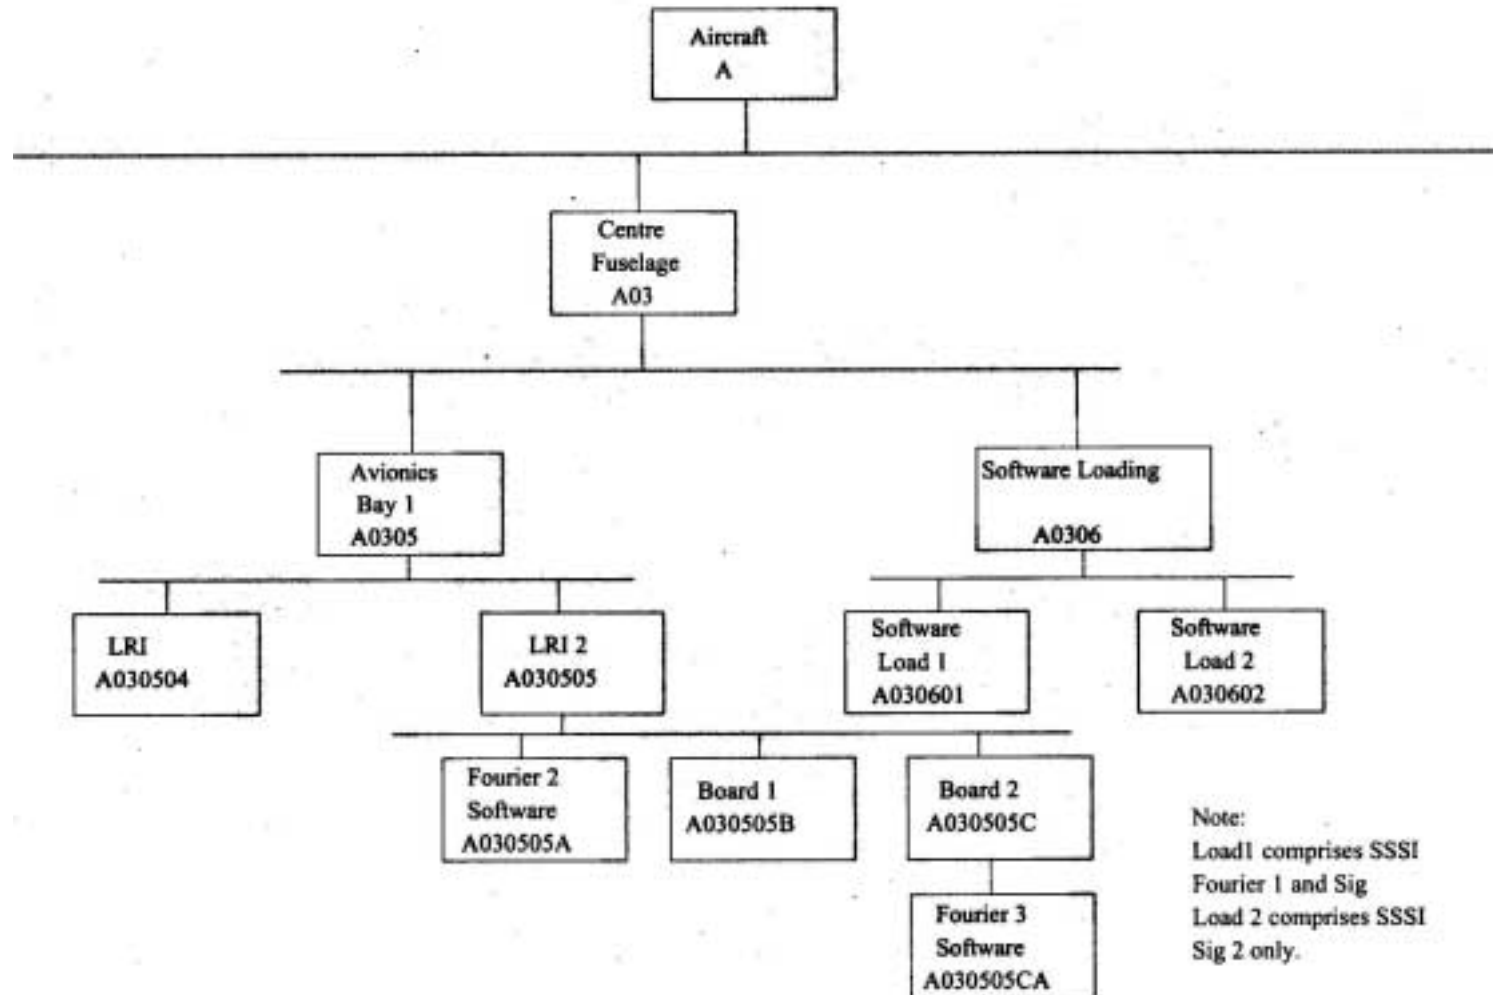 Aircraft
A
Centre
Fuselage
A03
Avionics
Bay 1
A0305
Software Loading
A0306
LRI
A030504
LRI 2
A030505
Software
Load 1
A030601
Software
Load 2
A030602
Fourier 2
Software
A030505A
Board 1
A030505B
Board 2
A030505C
Fourier 3
Software
A030505CA
Note:
Load1 comprises SSSI
Fourier 1 and Sig
Load 2 comprises SSSI
Sig 2 only.